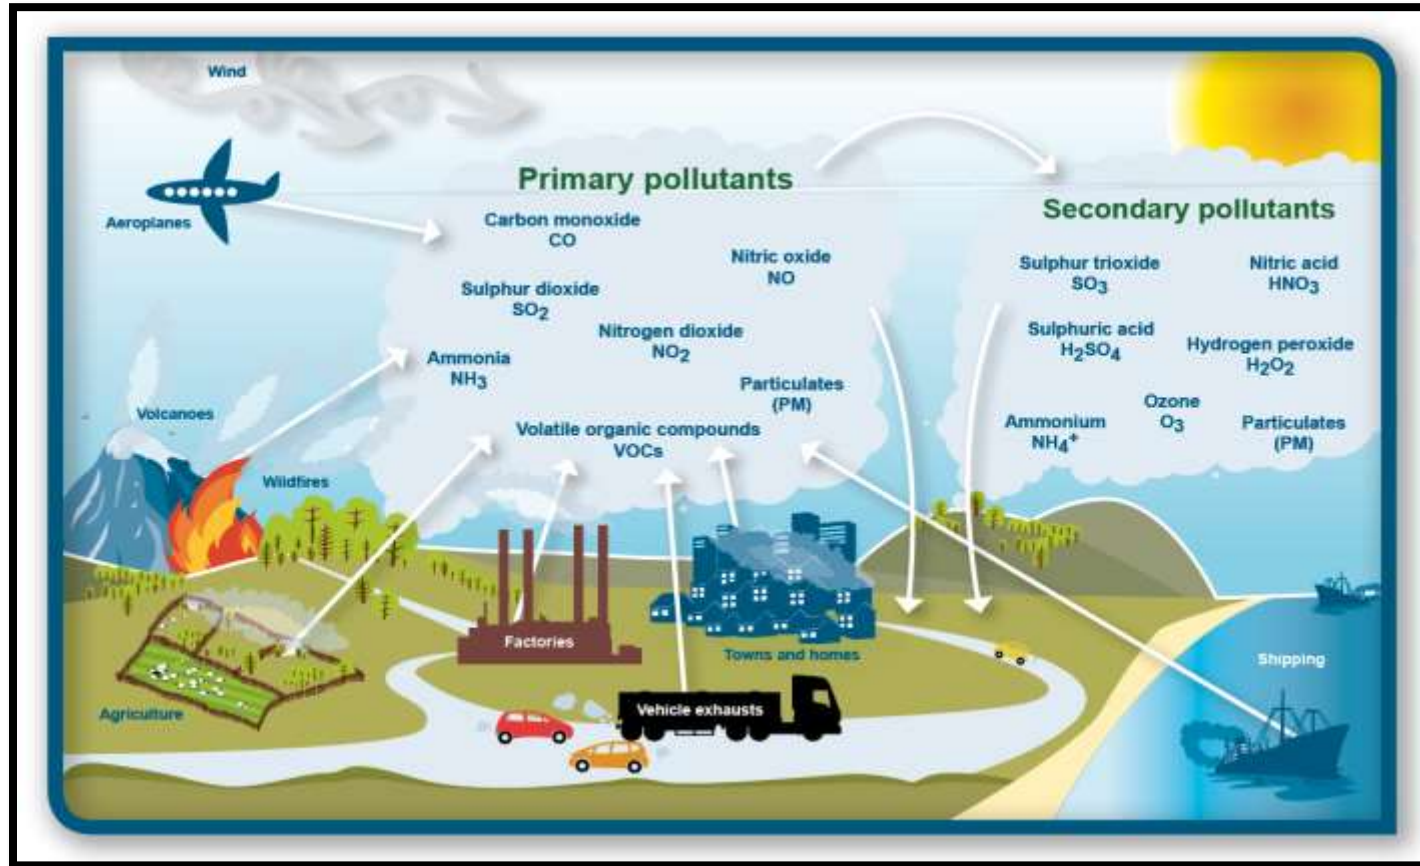 Wind
Aeroplanes
Primary pollutants
Carbon monoxide
CO
Nitric oxide
NO
Sulphur dioxide
SO₂
Nitrogen dioxide
NO₂
Ammonia
NH₃
Particulates
(PM)
Volatile organic compounds
VOCs
Secondary pollutants
Sulphur trioxide
SO₃
Nitric acid
HNO₃
Sulphuric acid
H₂SO₄
Hydrogen peroxide
H₂O₂
Ozone
O₃
Ammonium
NH₄⁺
Particulates
(PM)
Volcanoes
Wildfires
Factories
Towns and homes
Shipping
Agriculture
Vehicle exhausts